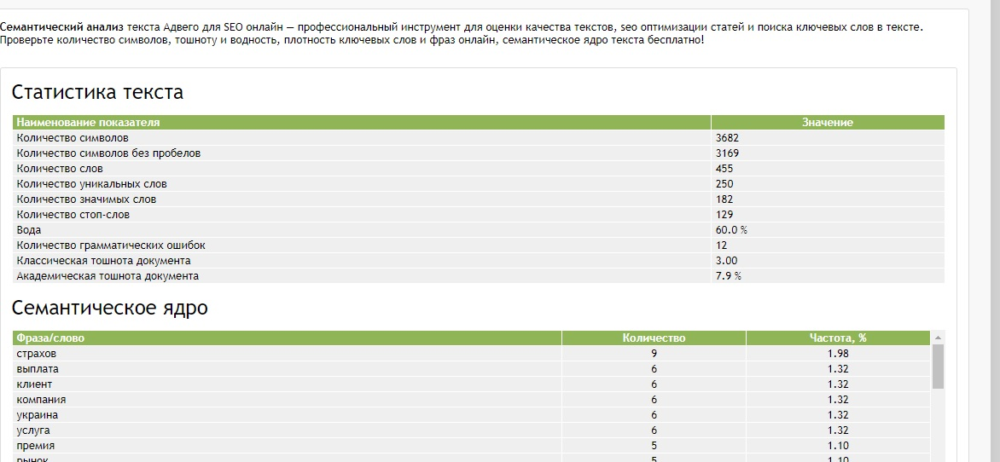 Семантический анализ текста Адвего для SEO онлайн — профессиональный инструмент для оценки качества текстов, seo оптимизации статей и поиска ключевых слов в тексте.
Проверьте количество символов, тошноту и водность, плотность ключевых слов и фраз онлайн, семантическое ядро текста бесплатно!
Статистика текста
Наименование показателя Значение
Количество символов 3682
Количество символов без пробелов 3169
Количество слов 455
Количество уникальных слов 250
Количество значимых слов 182
Количество стоп-слов 129
Вода 60.0 %
Количество грамматических ошибок 12
Классическая тошнота документа 3.00
Академическая тошнота документа 7.9 %
Семантическое ядро
Фраза/слово Количество Частота, %
страхов 9 1.98
выплата 6 1.32
клиент 6 1.32
компания 6 1.32
украина 6 1.32
услуга 6 1.32
премия 5 1.10
рынок 5 1.10